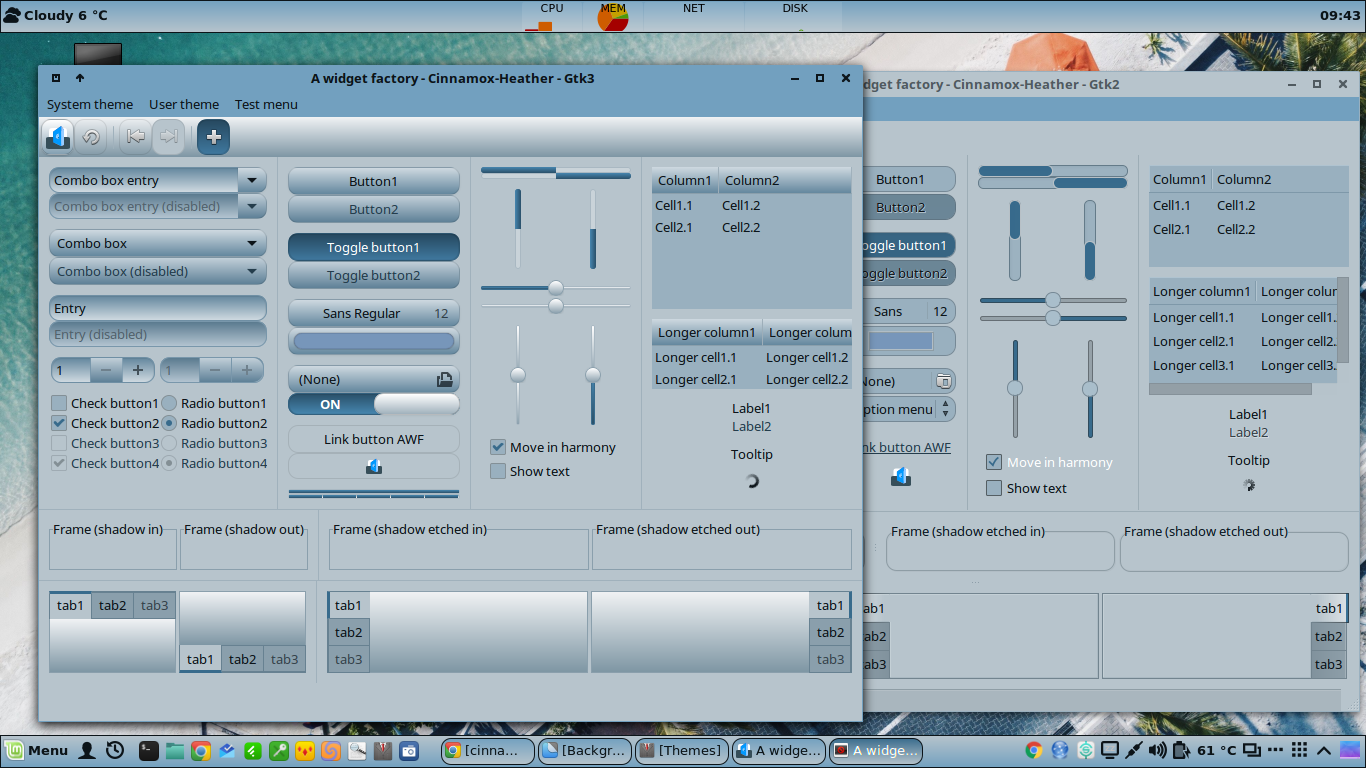 Cloudy 6 °C
CPU
MEM
NET
DISK
09:43
A widget factory - Cinnamox-Heather - Gtk3
System theme
User theme
Test menu
Combo box entry
Combo box entry (disabled)
Combo box
Combo box (disabled)
Entry
Entry (disabled)
1
1
Check button1
Radio button1
Check button2
Radio button2
Check button3
Radio button3
Check button4
Radio button4
Button1
Button2
Toggle button1
Toggle button2
Sans Regular 12
(None)
ON
Link button AWF
Move in harmony
Show text
Column1 Column2
Cell1.1 Cell1.2
Cell2.1 Cell2.2
Longer column1 Longer colum
Longer cell1.1 Longer cell1.2
Longer cell2.1 Longer cell2.2
Label1
Label2
Tooltip
Frame (shadow in)
Frame (shadow out)
Frame (shadow etched in)
Frame (shadow etched out)
tab1 tab2 tab3
tab1 tab2 tab3
tab1
tab2
tab3
tab1
tab2
tab3
dget factory - Cinnamox-Heather - Gtk2
Button1
Button2
oggle button1
oggle button2
Sans 12
None)
ption menu
nk button AWF
Move in harmony
Show text
Column1 Column2
Cell1.1 Cell1.2
Cell2.1 Cell2.2
Longer column1 Longer colur
Longer cell1.1 Longer cell1.
Longer cell2.1 Longer cell2.
Longer cell3.1 Longer cell3.
Label1
Label2
Tooltip
Frame (shadow etched in)
Frame (shadow etched out)
ab1
ab2
ab3
tab1
tab2
tab3
Menu
[cinna...
[Backgr...
[Themes]
A widge...
A widge...
61 °C